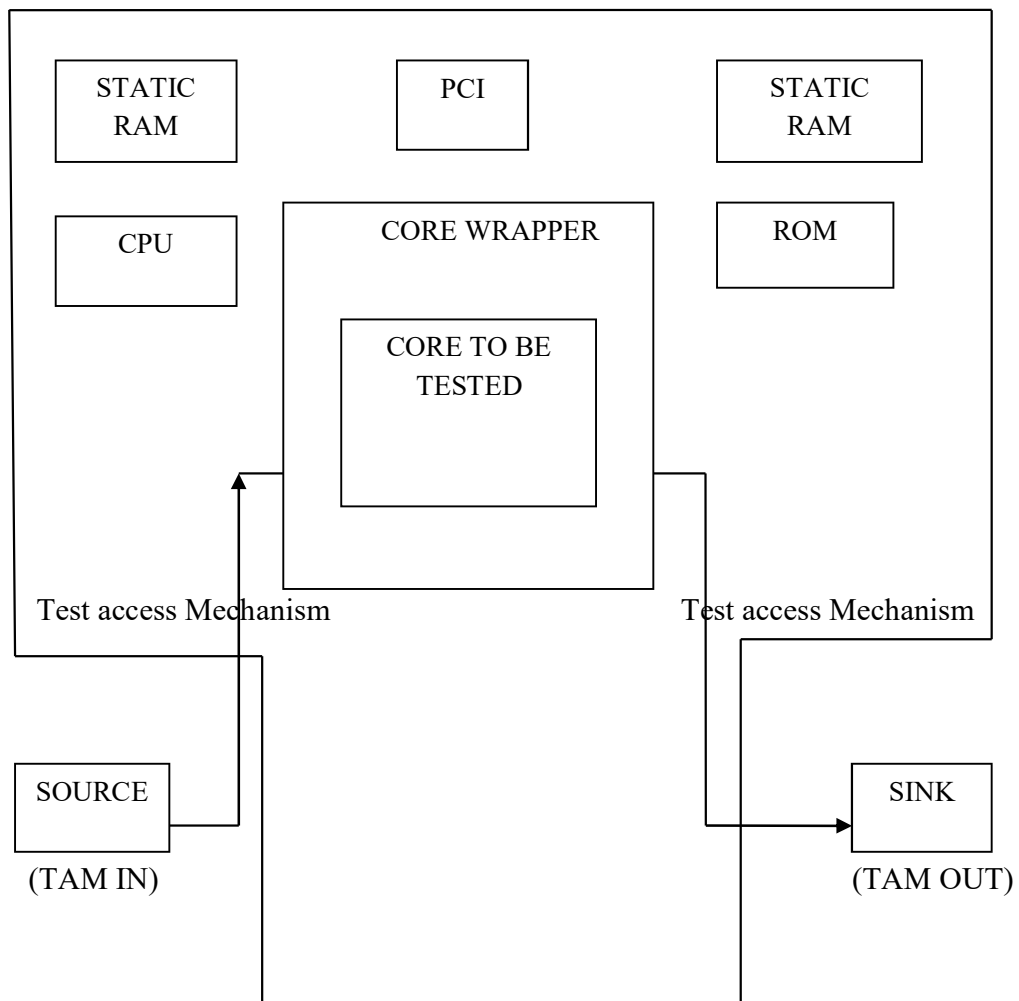 STATIC
RAM
PCI
STATIC
RAM
CPU
CORE WRAPPER
ROM
CORE TO BE
TESTED
Test access Mechanism
Test access Mechanism
SOURCE
SINK
(TAM IN)
(TAM OUT)